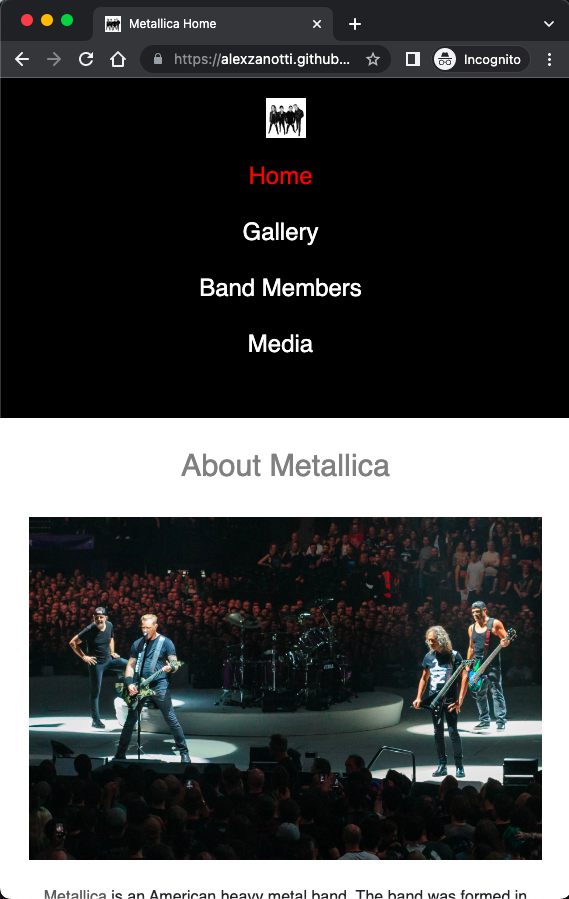 Metallica Home
https://alexzanotti.github...
Incognito
Home
Gallery
Band Members
Media
About Metallica
Metallica is an American heavy metal band. The band was formed in